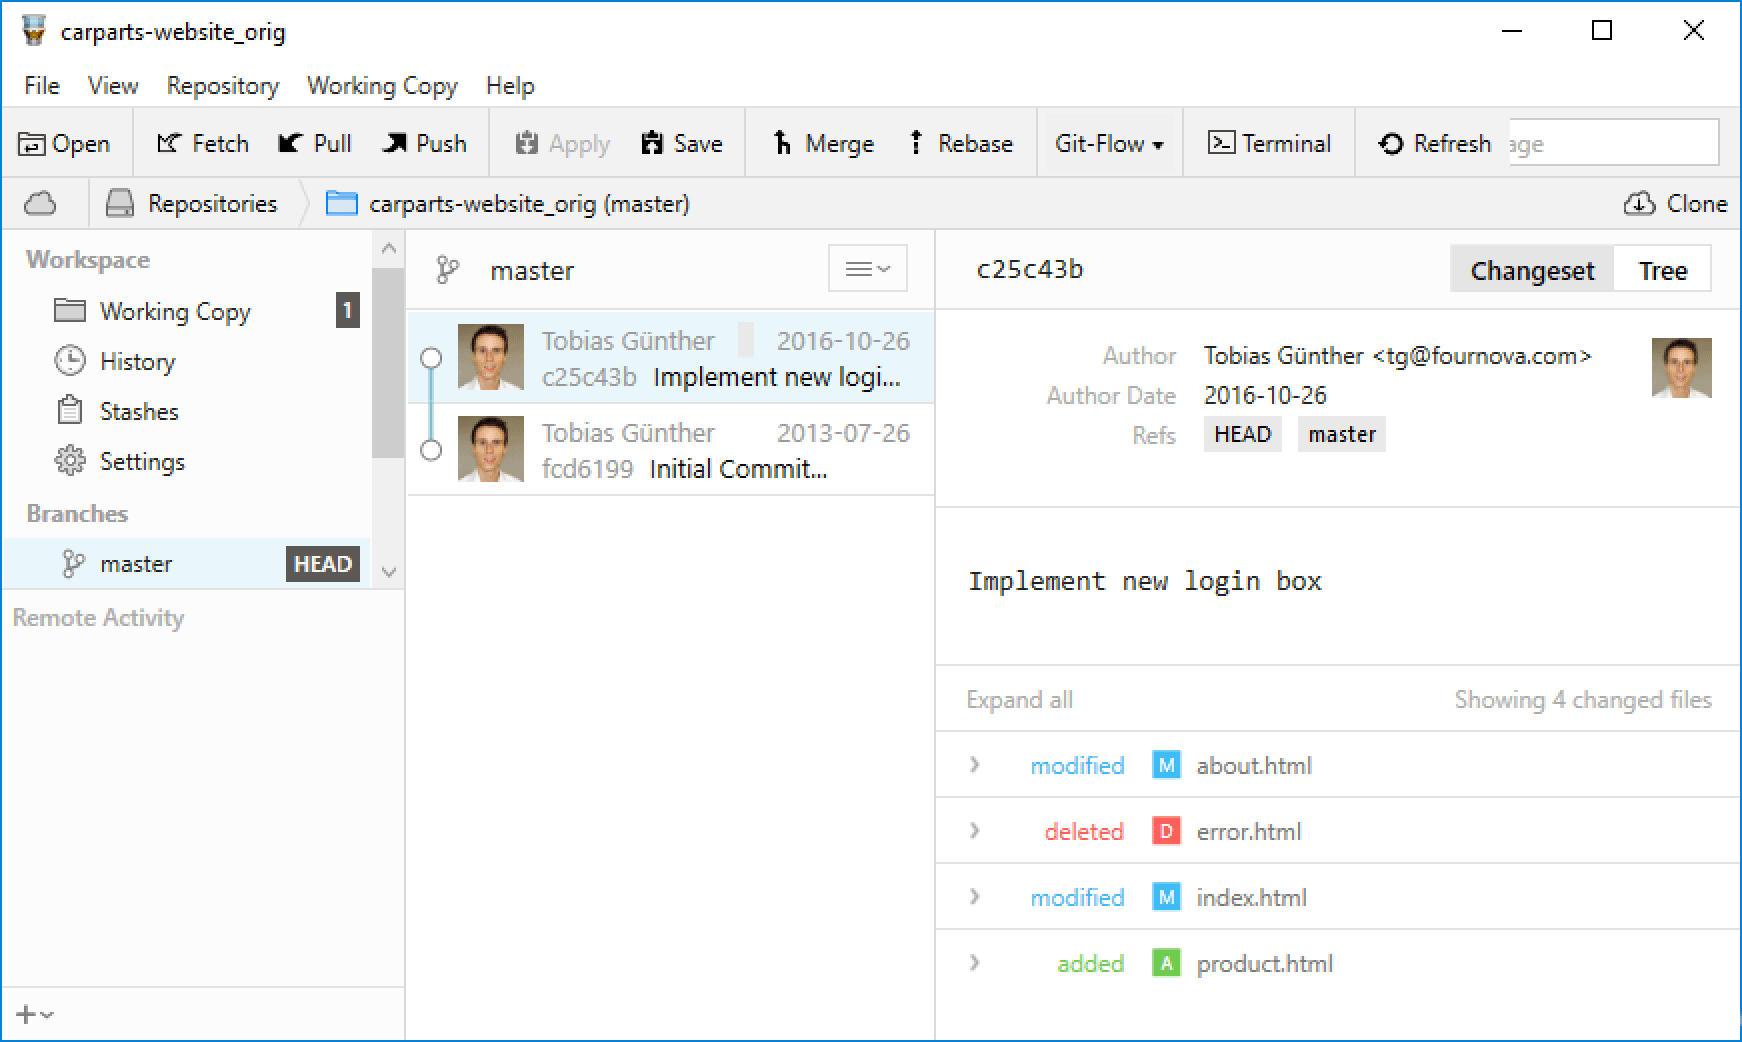 carparts-website_orig
File View Repository Working Copy Help
Open Fetch Pull Push Apply Save Merge Rebase Git-Flow Terminal Refresh age
Repositories carparts-website_orig (master) Clone
Workspace
Working Copy 1
History
Stashes
Settings
Branches
master HEAD
Remote Activity
master
Tobias Günther 2016-10-26
c25c43b Implement new logi...
Tobias Günther 2013-07-26
fcd6199 Initial Commit...
c25c43b Changeset Tree
Author Tobias Günther <tg@fournova.com>
Author Date 2016-10-26
Refs HEAD master
Implement new login box
Expand all Showing 4 changed files
modified M about.html
deleted D error.html
modified M index.html
added A product.html